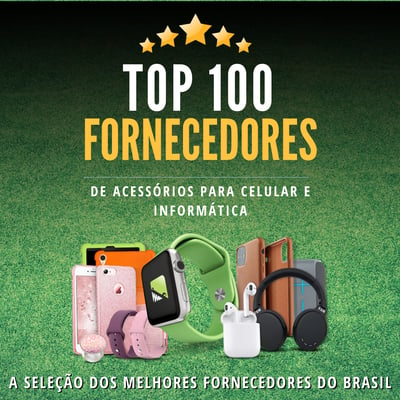 TOP 100
FORNECEDORES
DE ACESSÓRIOS PARA CELULAR E
INFORMÁTICA
A SELEÇÃO DOS MELHORES FORNECEDORES DO BRASIL